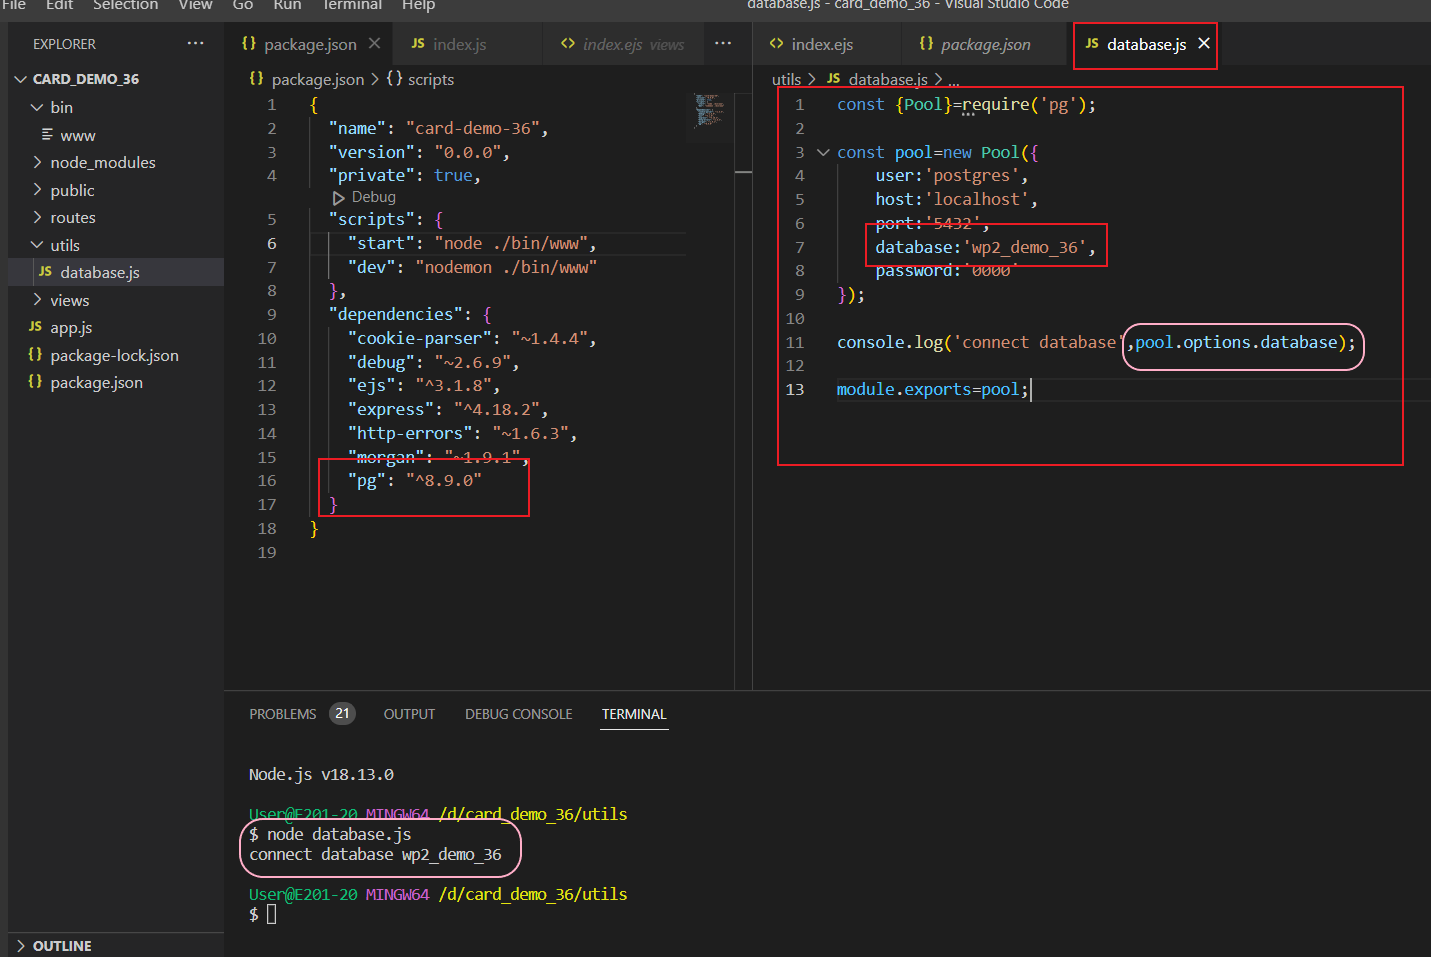 File Edit Selection View Go Run Terminal Help database.js - card_demo_36 - Visual Studio Code
EXPLORER ···
CARD_DEMO_36
bin
www
node_modules
public
routes
utils
JS database.js
views
JS app.js
{} package-lock.json
{} package.json
OUTLINE
{} package.json × JS index.js <> index.ejs views ···
{} package.json > {} scripts
1 {
2 "name": "card-demo-36",
3 "version": "0.0.0",
4 "private": true,
Debug
5 "scripts": {
6 "start": "node ./bin/www",
7 "dev": "nodemon ./bin/www"
8 },
9 "dependencies": {
10 "cookie-parser": "~1.4.4",
11 "debug": "~2.6.9",
12 "ejs": "^3.1.8",
13 "express": "^4.18.2",
14 "http-errors": "~1.6.3",
15 "morgan": "~1.9.1",
16 "pg": "^8.9.0"
17 }
18 }
19
<> index.ejs {} package.json JS database.js ×
utils > JS database.js > ...
1 const {Pool}=require('pg');
2
3 const pool=new Pool({
4 user:'postgres',
5 host:'localhost',
6 port:'5432',
7 database:'wp2_demo_36',
8 password:'0000'
9 });
10
11 console.log('connect database',pool.options.database);
12
13 module.exports=pool;
PROBLEMS 21 OUTPUT DEBUG CONSOLE TERMINAL
Node.js v18.13.0
User@E201-20 MINGW64 /d/card_demo_36/utils
$ node database.js
connect database wp2_demo_36
User@E201-20 MINGW64 /d/card_demo_36/utils
$